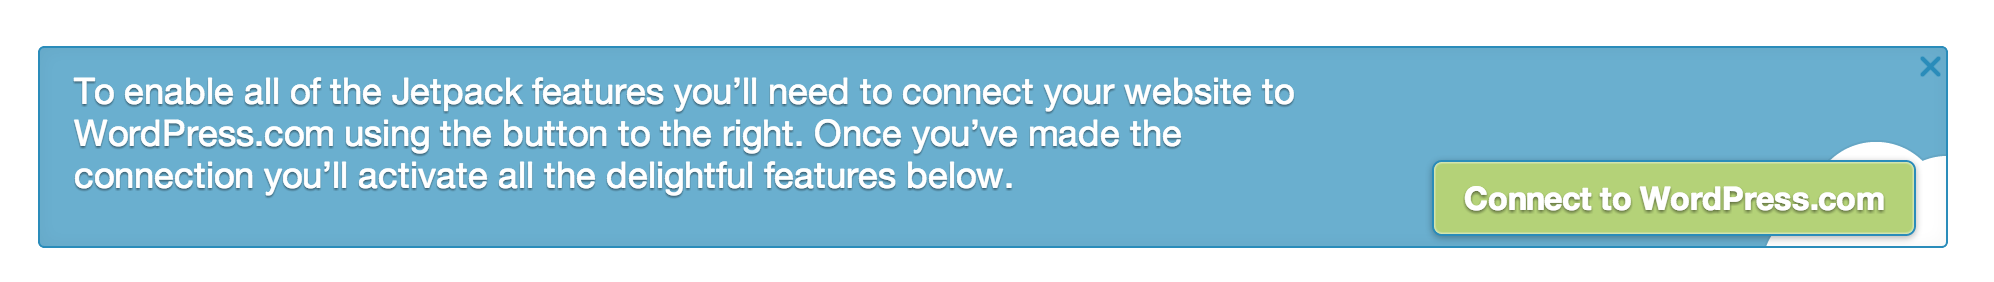 To enable all of the Jetpack features you’ll need to connect your website to
WordPress.com using the button to the right. Once you’ve made the
connection you’ll activate all the delightful features below.
Connect to WordPress.com